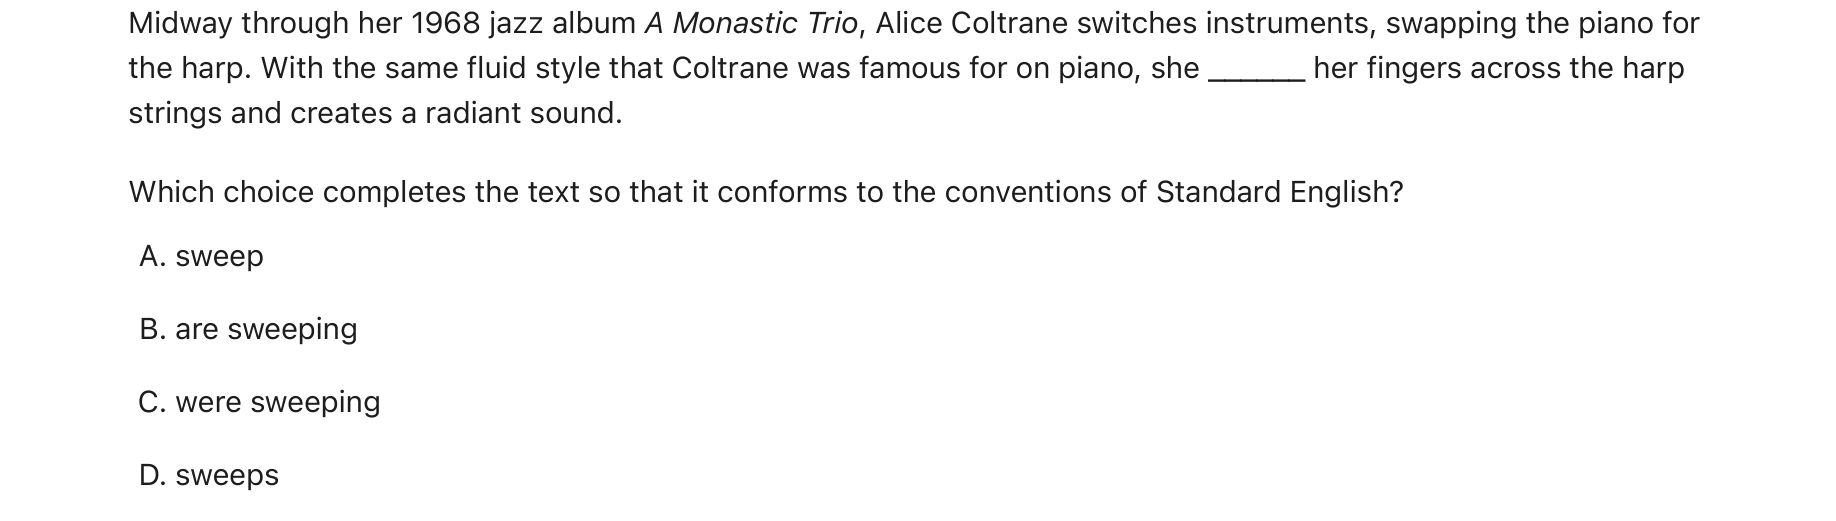 Midway through her 1968 jazz album A Monastic Trio, Alice Coltrane switches instruments, swapping the piano for
the harp. With the same fluid style that Coltrane was famous for on piano, she ______ her fingers across the harp
strings and creates a radiant sound.
Which choice completes the text so that it conforms to the conventions of Standard English?
A. sweep
B. are sweeping
C. were sweeping
D. sweeps